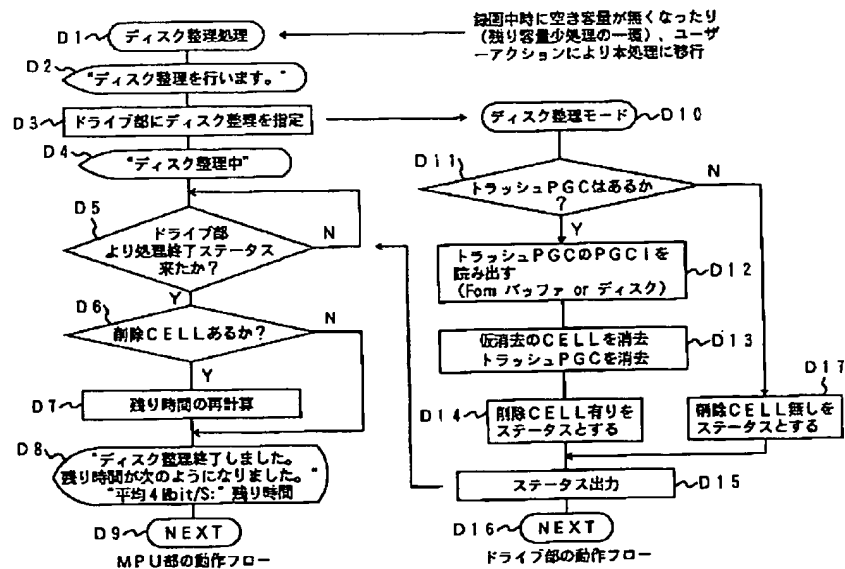 録画中時に空き容量が無くなったり
(残り容量少処理の一環)、ユーザ
ーアクションにより本処理に移行
D1 ディスク整理処理
D2
“ディスク整理を行います。”
D3 ドライブ部にディスク整理を指定
D4
“ディスク整理中”
D5
ドライブ部
より処理終了ステータス
来たか?
N
Y
D6
削除CELLあるか?
N
Y
D7 残り時間の再計算
D8
“ディスク整理終了しました。
残り時間が次のようになりました。”
“平均4Mbit/S:”残り時間
D9 NEXT
MPU部の動作フロー
ディスク整理モード D10
D11
トラッシュPGCはあるか
?
N
Y
トラッシュPGCのPGCIを
読み出す
(Fom バッファ or ディスク)
D12
仮消去のCELLを消去
トラッシュPGCを消去
D13
D14
削除CELL有りを
ステータスとする
D17
削除CELL無しを
ステータスとする
ステータス出力 D15
D16 NEXT
ドライブ部の動作フロー